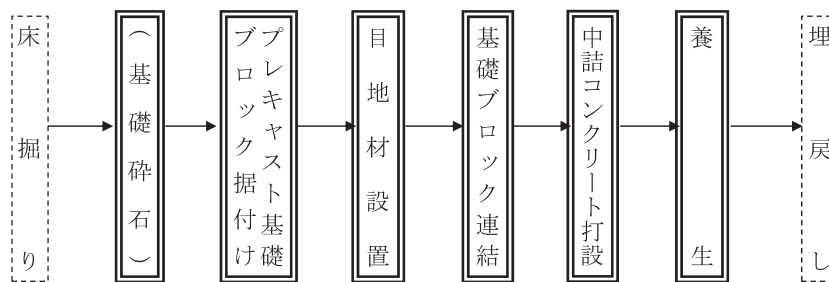 床掘り
（基礎砕石）
プレキャスト基礎
ブロック据付け
目地材設置
基礎ブロック連結
中詰コンクリート打設
養生
埋戻し